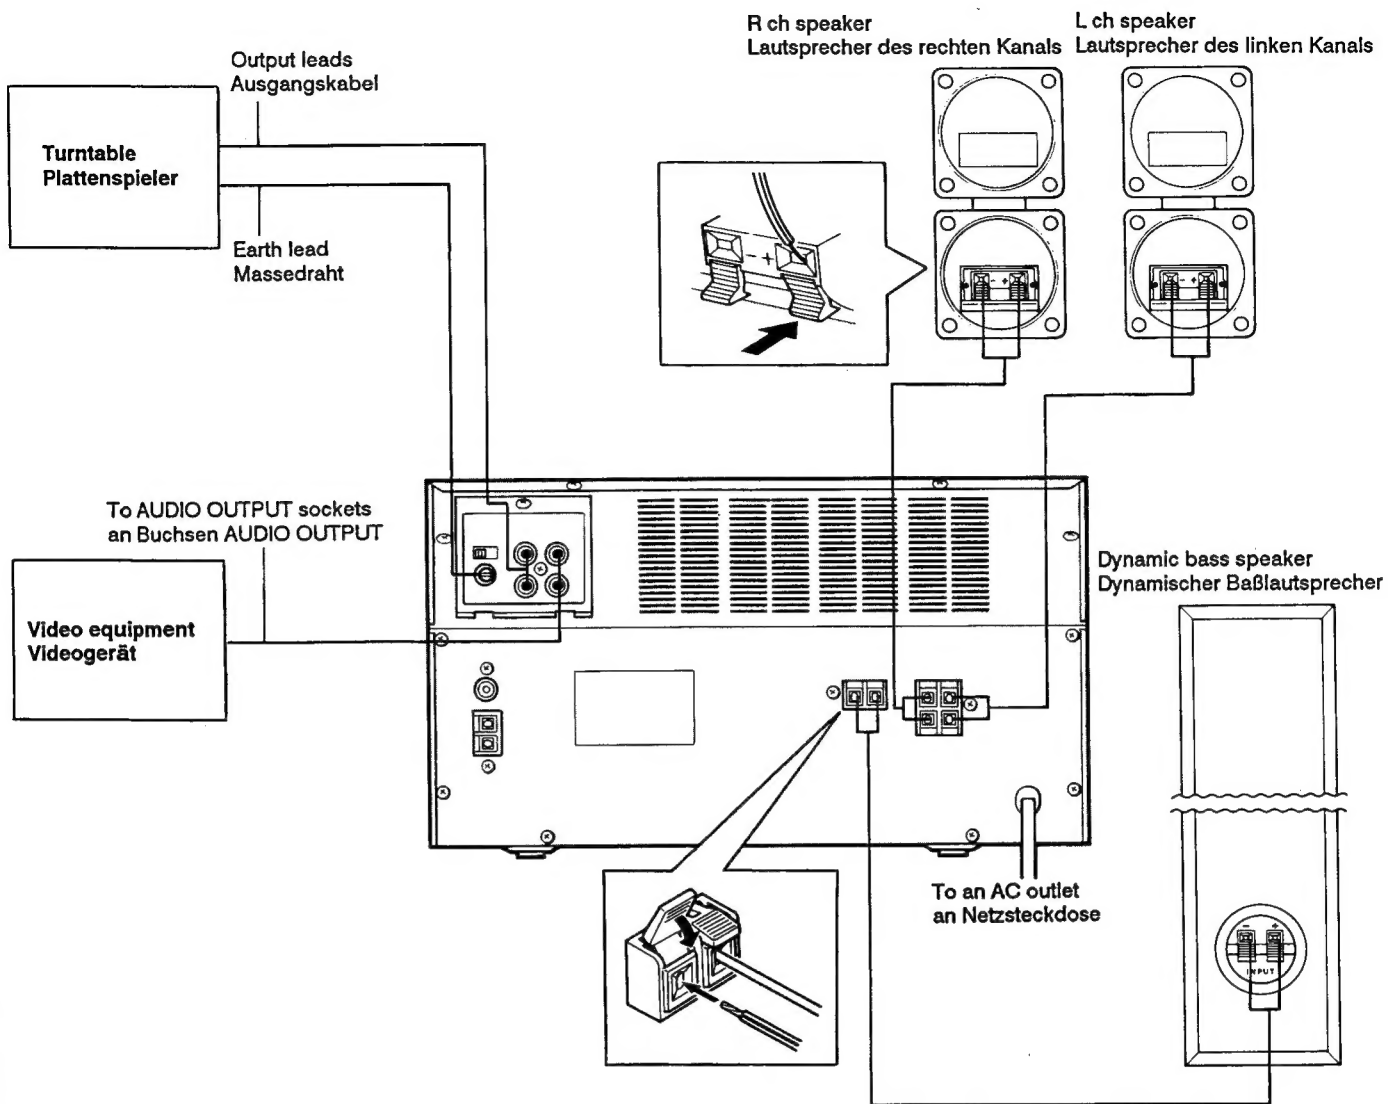 R ch speaker
Lautsprecher des rechten Kanals
L ch speaker
Lautsprecher des linken Kanals
Output leads
Ausgangskabel
Turntable
Plattenspieler
Earth lead
Massedraht
- +
- +
- +
To AUDIO OUTPUT sockets
an Buchsen AUDIO OUTPUT
Video equipment
Videogerät
Dynamic bass speaker
Dynamischer Baßlautsprecher
To an AC outlet
an Netzsteckdose
- +
INPUT